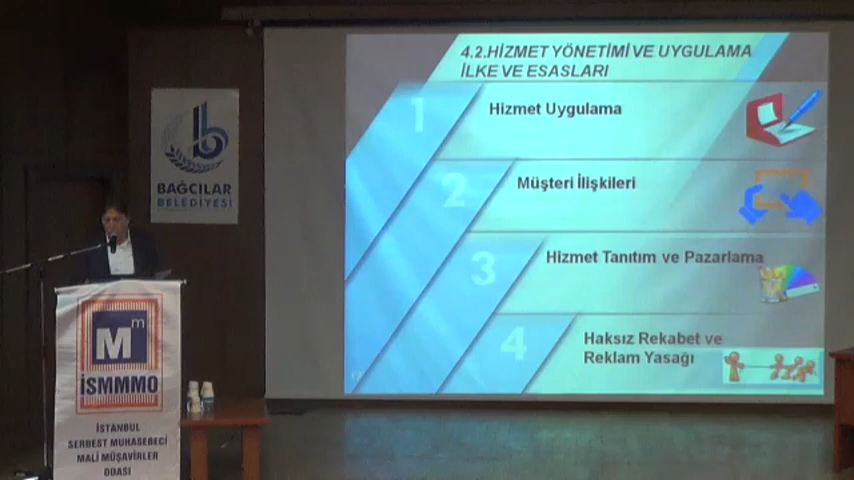 4.2.HİZMET YÖNETİMİ VE UYGULAMA
İLKE VE ESASLARI
1
Hizmet Uygulama
2
Müşteri İlişkileri
3
Hizmet Tanıtım ve Pazarlama
4
Haksız Rekabet ve
Reklam Yasağı
b
BAĞCILAR
BELEDİYESİ
Mm
İSMMMO
İSTANBUL
SERBEST MUHASEBECİ
MALİ MÜŞAVİRLER
ODASI